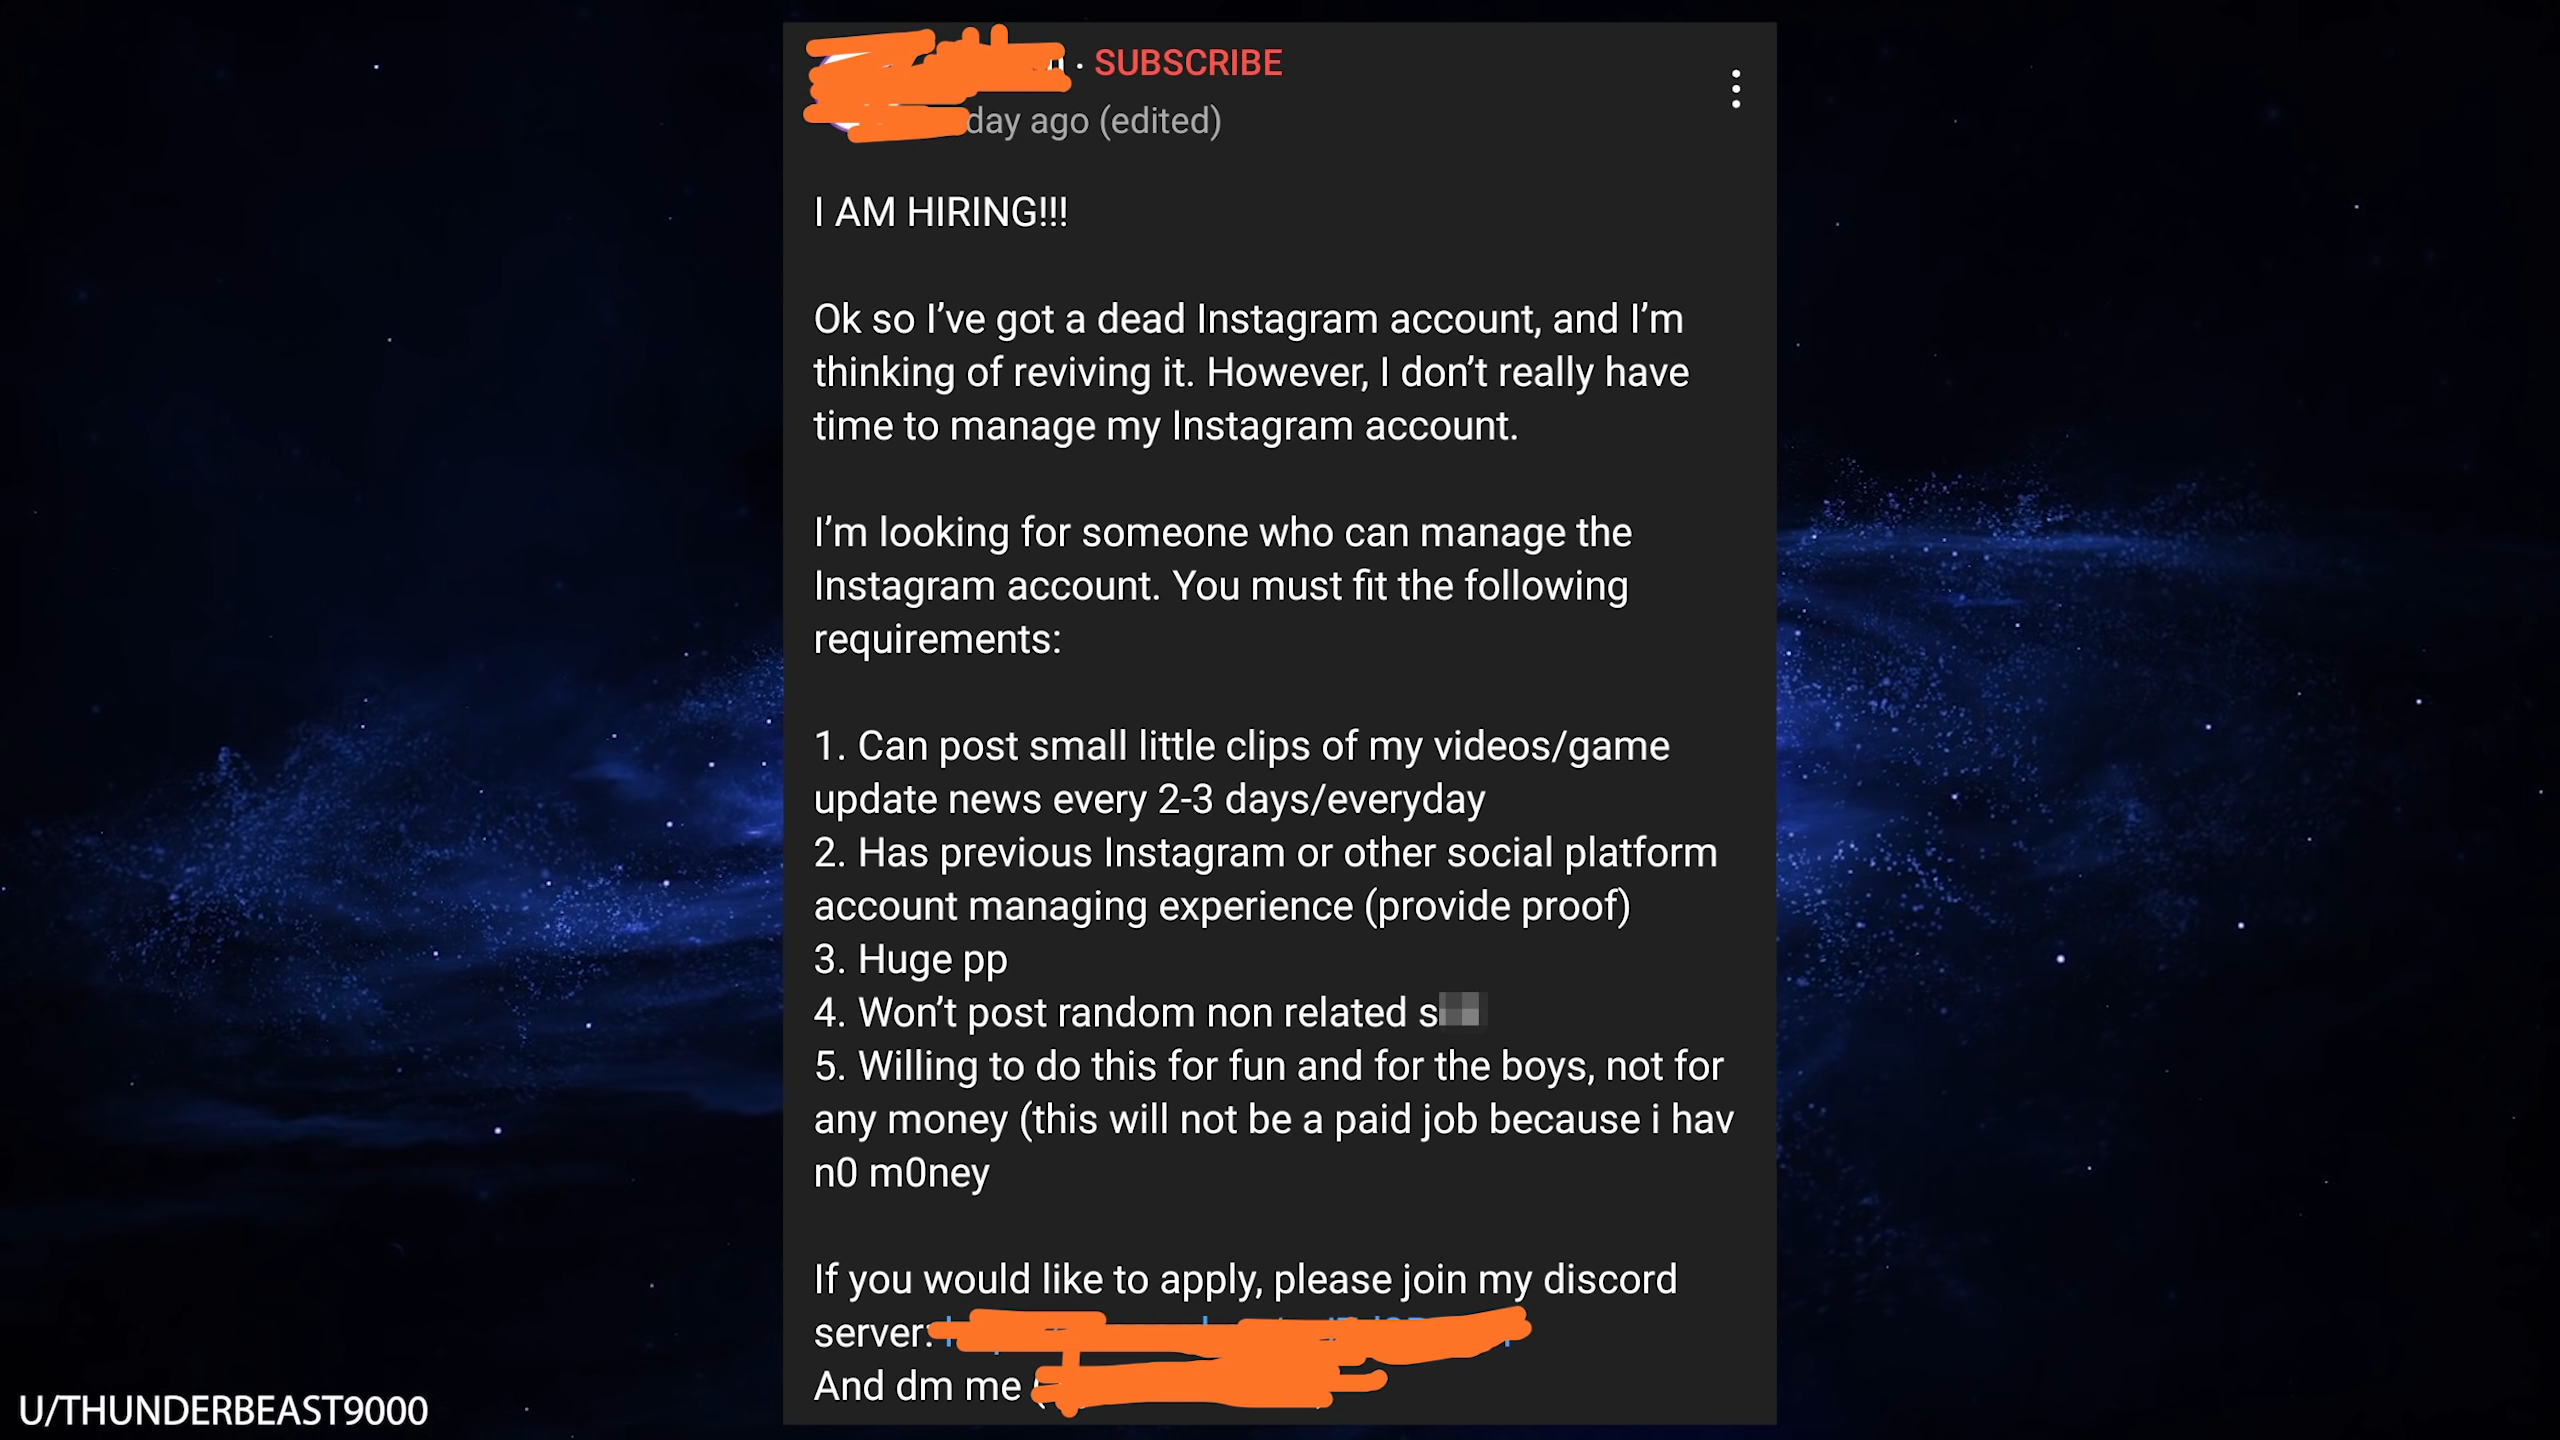 · SUBSCRIBE
day ago (edited)
I AM HIRING!!!
Ok so I’ve got a dead Instagram account, and I’m
thinking of reviving it. However, I don’t really have
time to manage my Instagram account.
I’m looking for someone who can manage the
Instagram account. You must fit the following
requirements:
1. Can post small little clips of my videos/game
update news every 2-3 days/everyday
2. Has previous Instagram or other social platform
account managing experience (provide proof)
3. Huge pp
4. Won’t post random non related s
5. Willing to do this for fun and for the boys, not for
any money (this will not be a paid job because i hav
n0 m0ney
If you would like to apply, please join my discord
server:
And dm me (
U/THUNDERBEAST9000